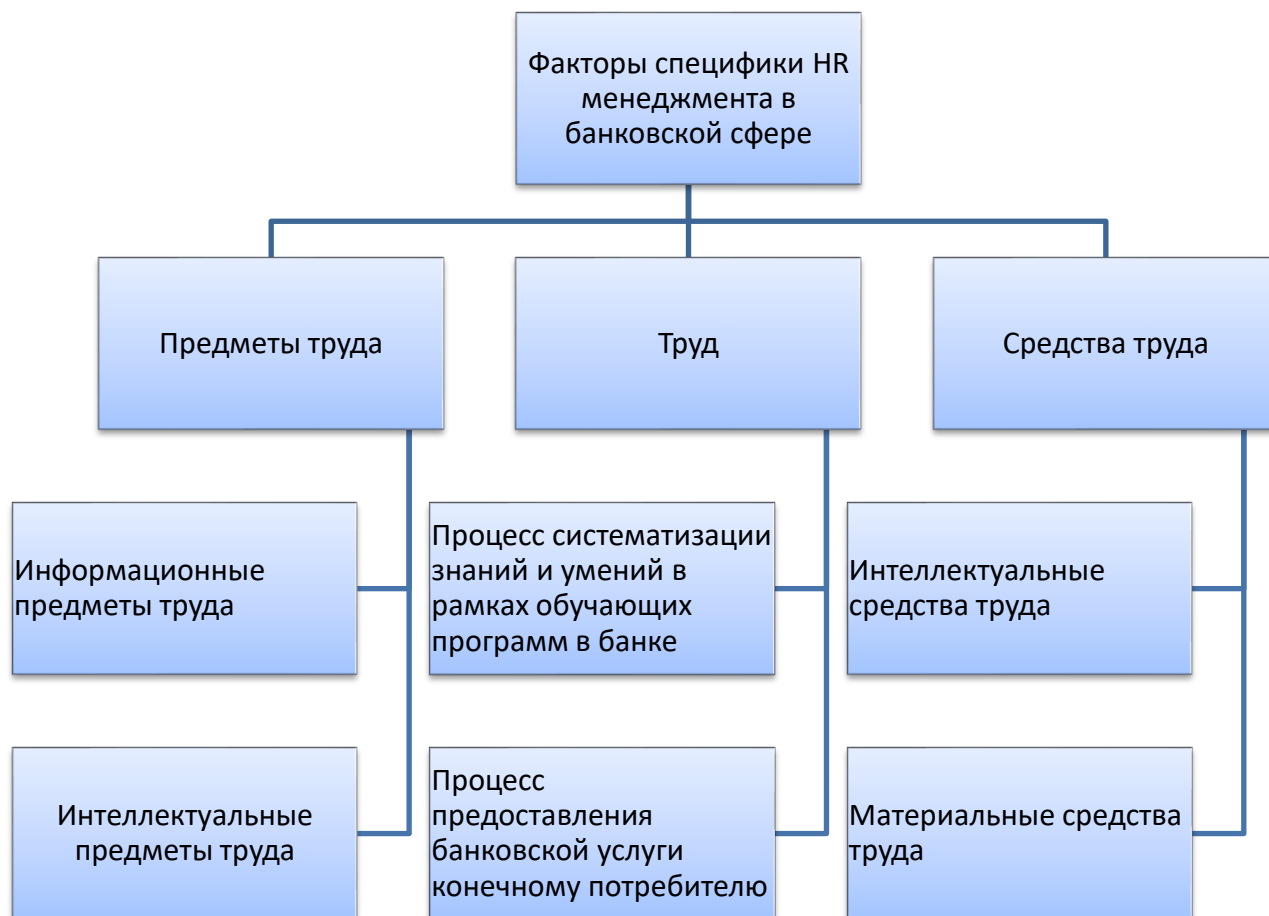 Факторы специфики HR
менеджмента в
банковской сфере
Предметы труда
Труд
Средства труда
Информационные
предметы труда
Процесс систематизации
знаний и умений в
рамках обучающих
программ в банке
Интеллектуальные
средства труда
Интеллектуальные
предметы труда
Процесс
предоставления
банковской услуги
конечному потребителю
Материальные средства
труда